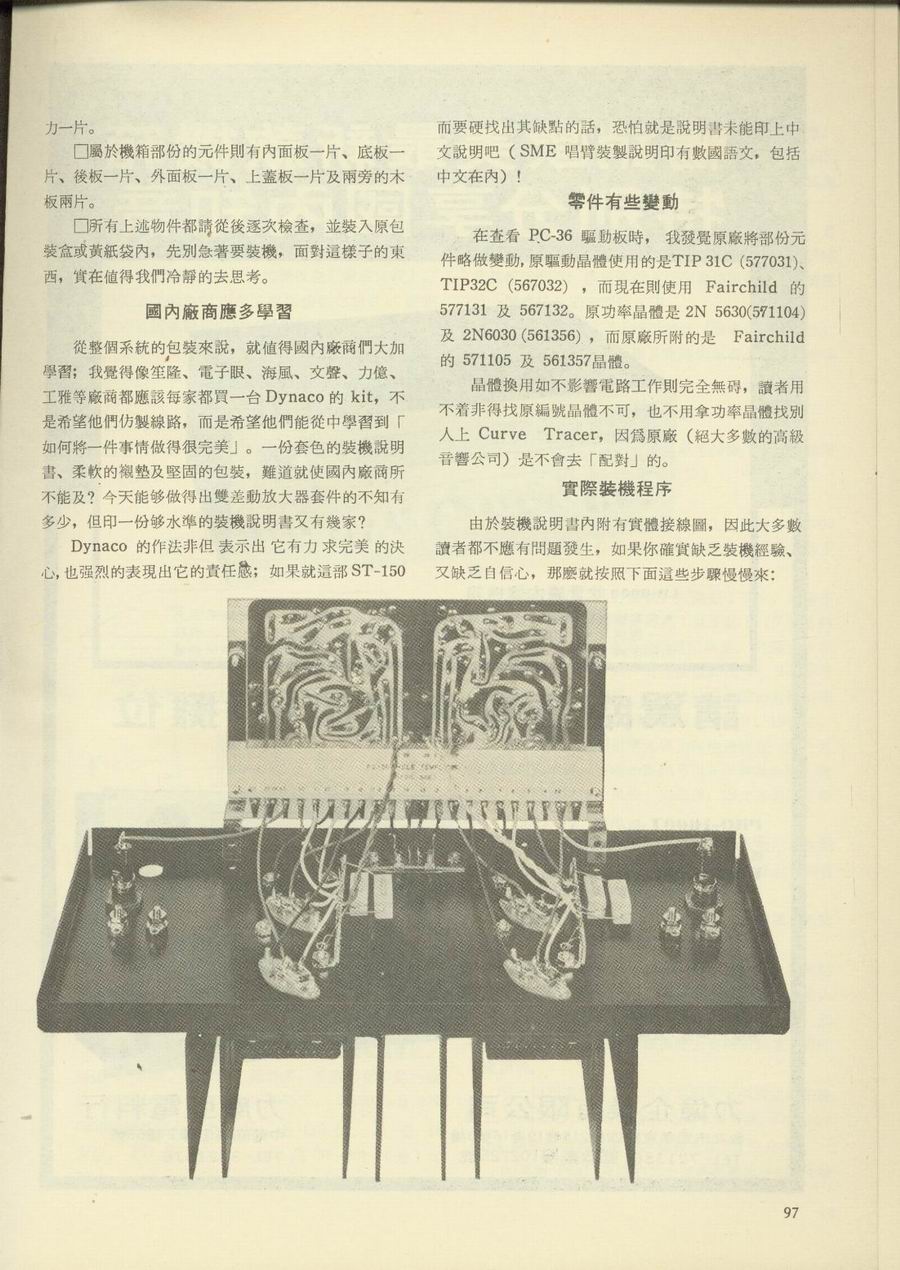 力一片。
□屬於機箱部份的元件則有內面板一片、底板一
片、後板一片、外面板一片、上蓋板一片及兩旁的木
板兩片。
□所有上述物件都請從後逐次檢查，並裝入原包
裝盒或黃紙袋內，先別急著要裝機，面對這樣子的東
西，實在值得我們冷靜的去思考。
國內廠商應多學習
從整個系統的包裝來說，就值得國內廠商們大加
學習；我覺得像笙隆、電子眼、海風、文聲、力億、
工雅等廠商都應該每家都買一台 Dynaco 的 kit，不
是希望他們仿製線路，而是希望他們能從中學習到「
如何將一件事情做得很完美」。一份套色的裝機說明
書、柔軟的襯墊及堅固的包裝，難道就使國內廠商所
不能及？今天能够做得出雙差動放大器套件的不知有
多少，但印一份够水準的裝機說明書又有幾家？
Dynaco 的作法非但表示出它有力求完美的決
心，也强烈的表現出它的責任感；如果就這部 ST-150
而要硬找出其缺點的話，恐怕就是說明書未能印上中
文說明吧（SME 唱臂裝製說明印有數國語文，包括
中文在內）！
零件有些變動
在查看 PC-36 驅動板時，我發覺原廠將部份元
件略做變動，原驅動晶體使用的是TIP 31C (577031)、
TIP32C (567032) ，而現在則使用 Fairchild 的
577131 及 567132。原功率晶體是 2N 5630(571104)
及 2N6030 (561356) ，而原廠所附的是 Fairchild
的 571105 及 561357晶體。
晶體換用如不影響電路工作則完全無碍，讀者用
不着非得找原編號晶體不可，也不用拿功率晶體找別
人上 Curve Tracer，因爲原廠（絕大多數的高級
音響公司）是不會去「配對」的。
實際裝機程序
由於裝機說明書內附有實體接線圖，因此大多數
讀者都不應有問題發生，如果你確實缺乏裝機經驗、
又缺乏自信心，那麼就按照下面這些步驟慢慢來：
97